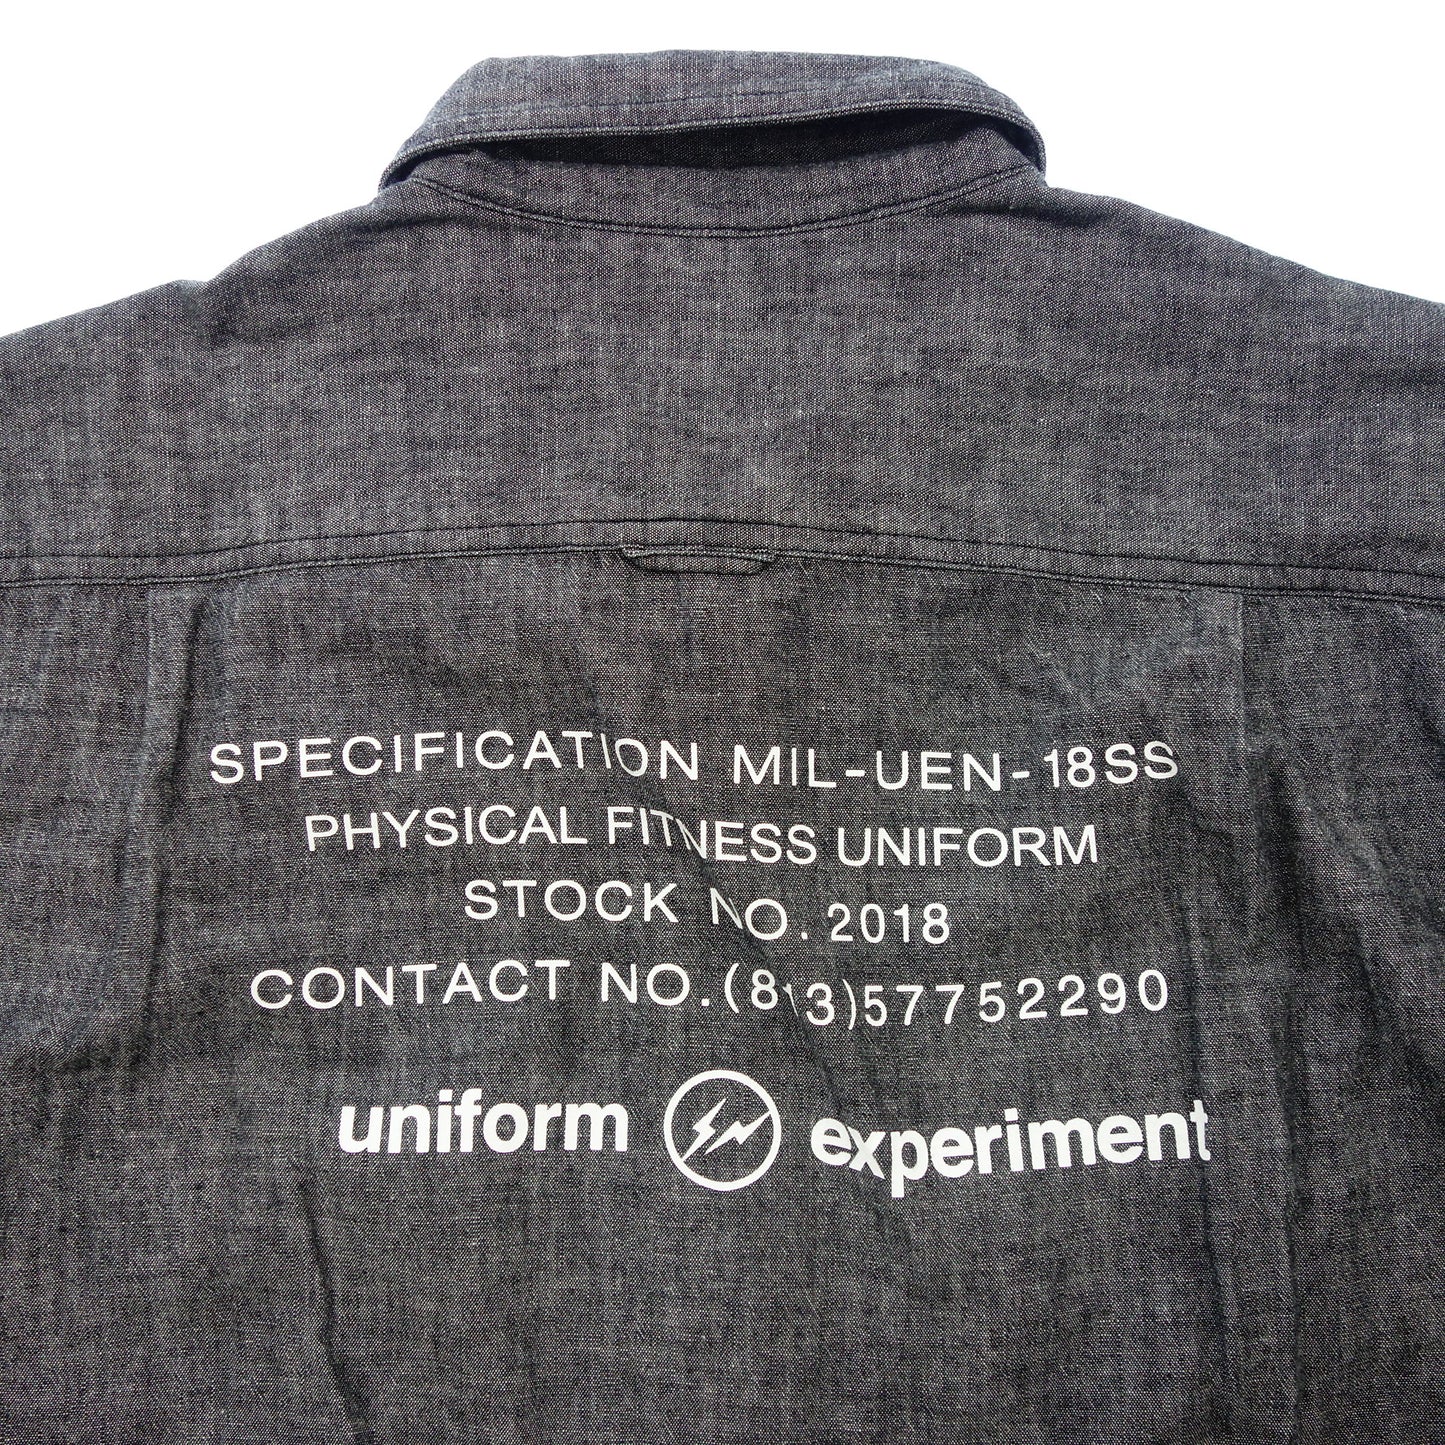 SPECIFICATION MIL-UEN-18SS
PHYSICAL FITNESS UNIFORM
STOCK NO. 2018
CONTACT NO.(813)57752290
uniform experiment